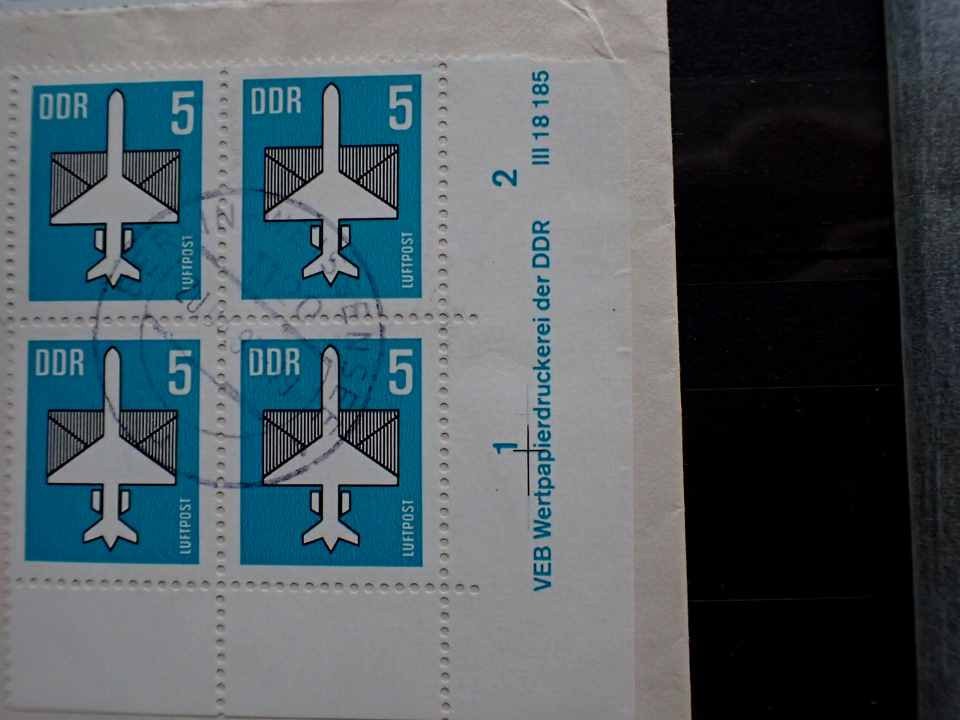 DDR 5
LUFTPOST
DDR 5
LUFTPOST
DDR 5
LUFTPOST
DDR 5
LUFTPOST
1
2
VEB Wertpapierdruckerei der DDR
III 18 185